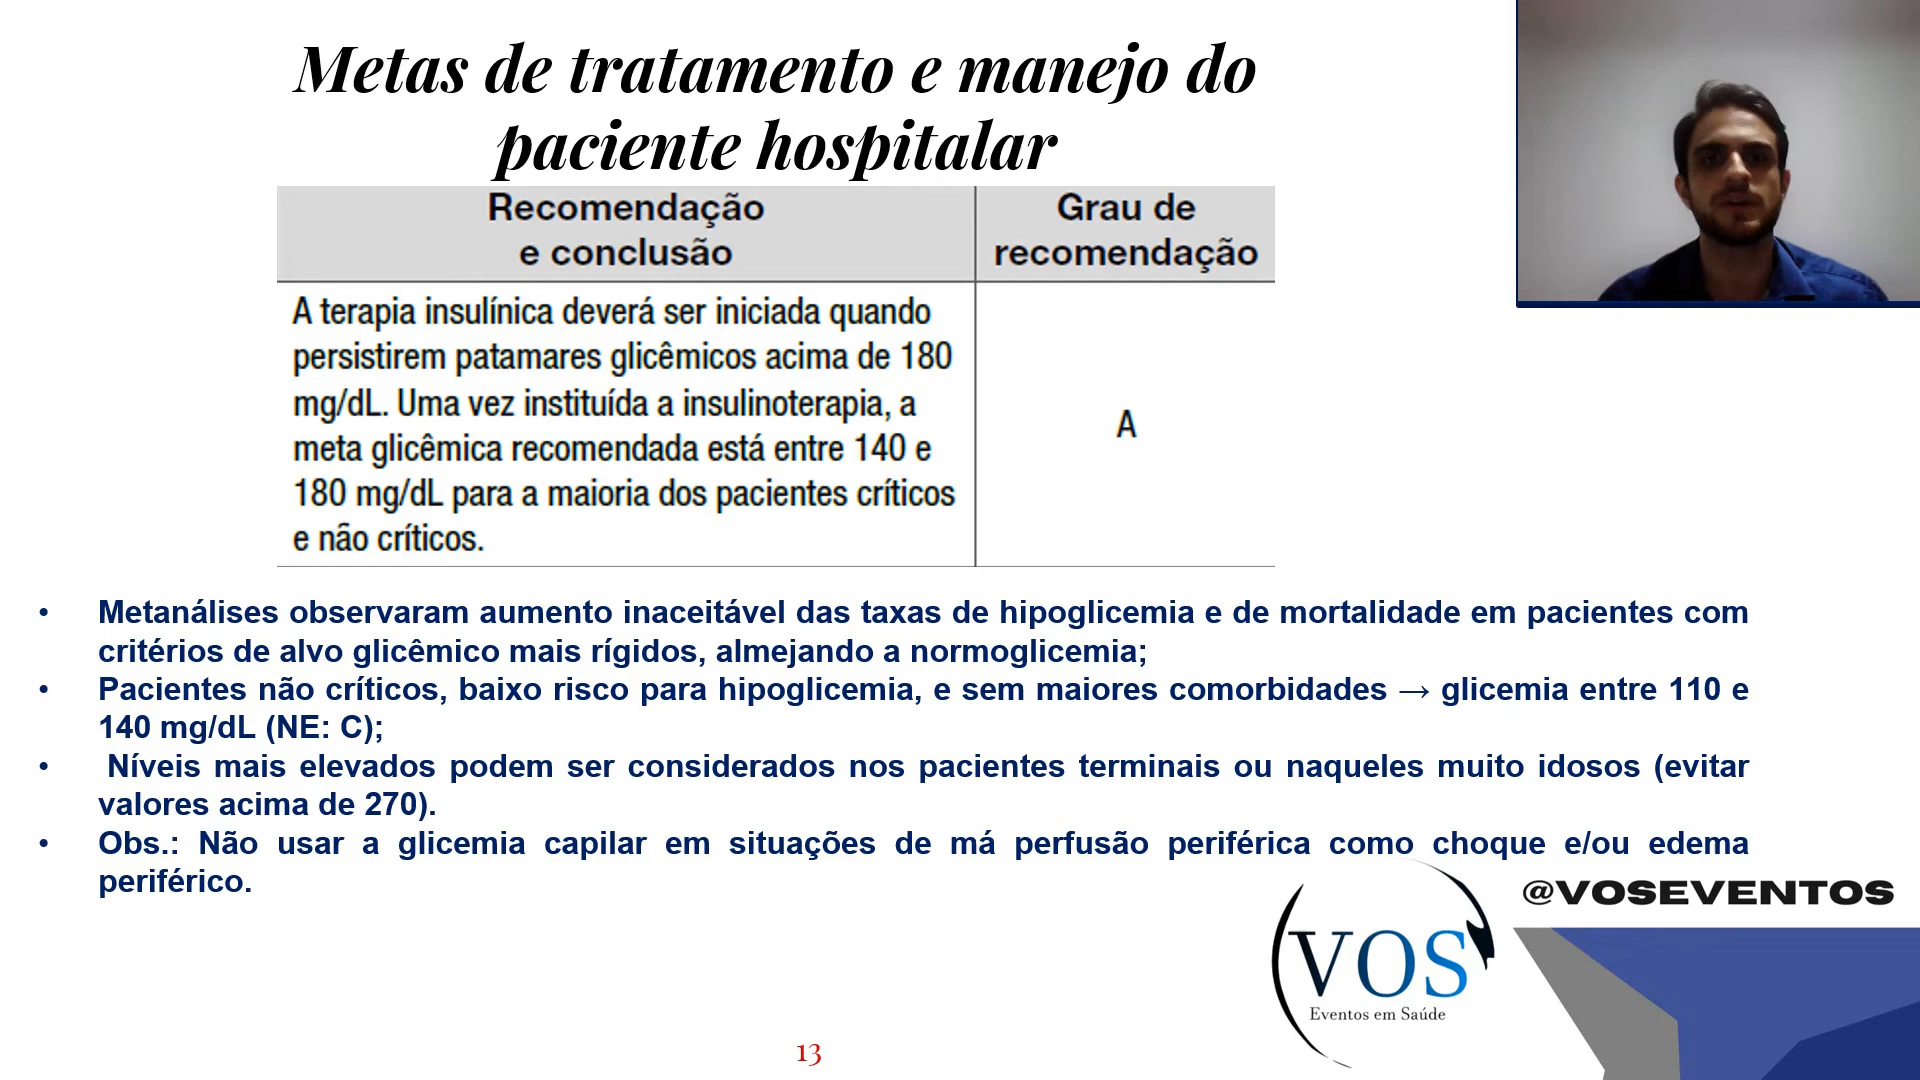 Metas de tratamento e manejo do
paciente hospitalar
Recomendação
e conclusão
Grau de
recomendação
A terapia insulínica deverá ser iniciada quando
persistirem patamares glicêmicos acima de 180
mg/dL. Uma vez instituída a insulinoterapia, a
meta glicêmica recomendada está entre 140 e
180 mg/dL para a maioria dos pacientes críticos
e não críticos.
A
• Metanálises observaram aumento inaceitável das taxas de hipoglicemia e de mortalidade em pacientes com
critérios de alvo glicêmico mais rígidos, almejando a normoglicemia;
• Pacientes não críticos, baixo risco para hipoglicemia, e sem maiores comorbidades → glicemia entre 110 e
140 mg/dL (NE: C);
• Níveis mais elevados podem ser considerados nos pacientes terminais ou naqueles muito idosos (evitar
valores acima de 270).
• Obs.: Não usar a glicemia capilar em situações de má perfusão periférica como choque e/ou edema
periférico.
@VOSEVENTOS
VOS
Eventos em Saúde
13